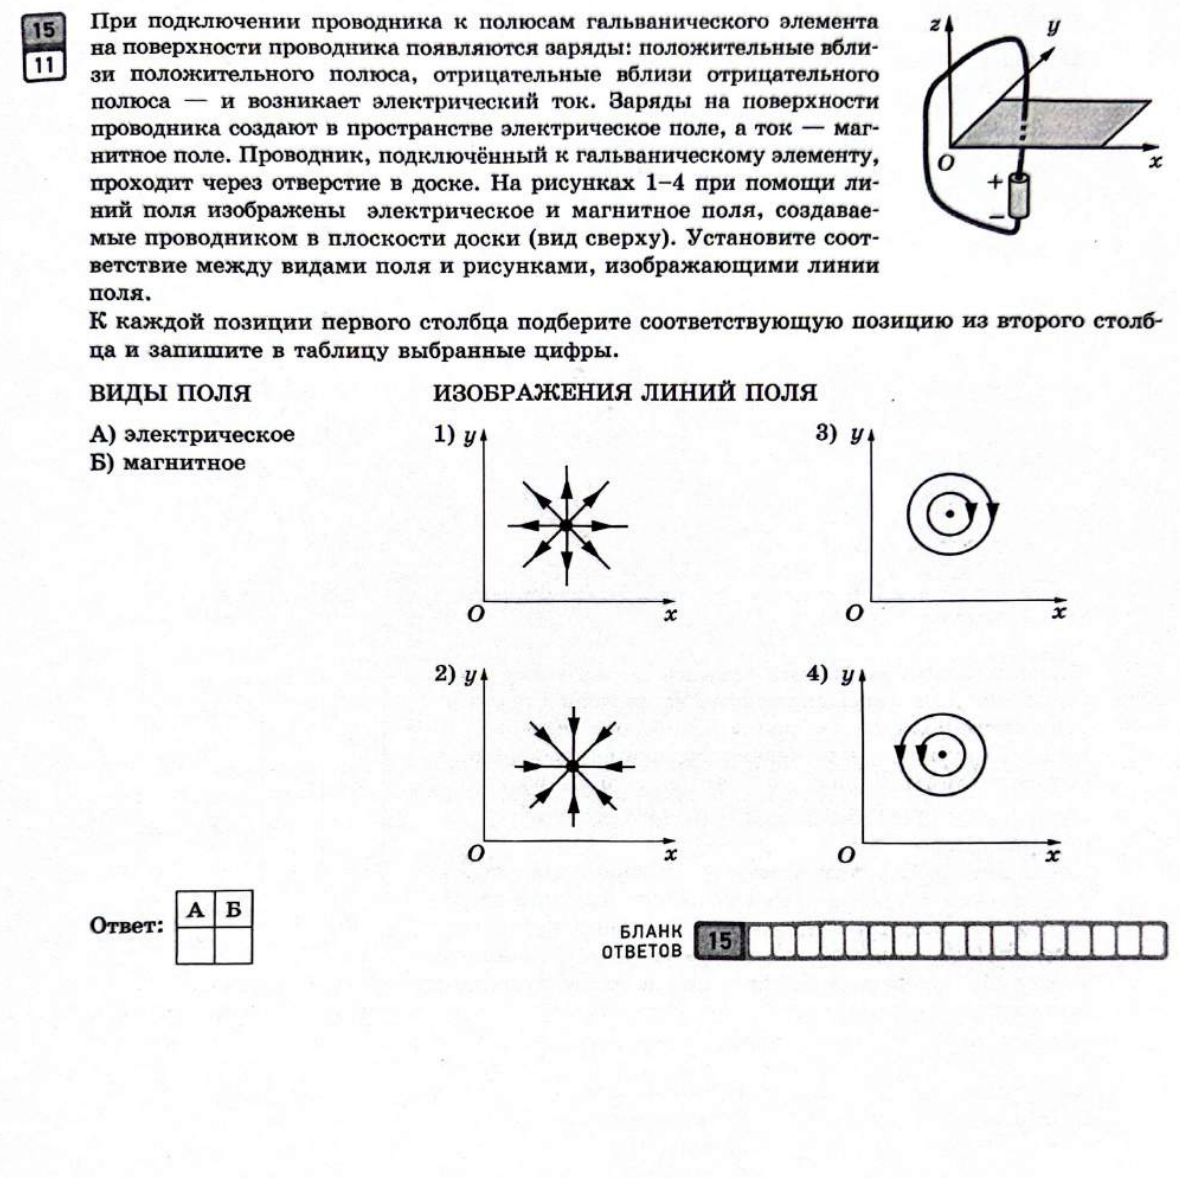 15
11
При подключении проводника к полюсам гальванического элемента
на поверхности проводника появляются заряды: положительные вбли-
зи положительного полюса, отрицательные вблизи отрицательного
полюса — и возникает электрический ток. Заряды на поверхности
проводника создают в пространстве электрическое поле, а ток — маг-
нитное поле. Проводник, подключённый к гальваническому элементу,
проходит через отверстие в доске. На рисунках 1–4 при помощи ли-
ний поля изображены электрическое и магнитное поля, создавае-
мые проводником в плоскости доски (вид сверху). Установите соот-
ветствие между видами поля и рисунками, изображающими линии
поля.
z y
O x
+
−
К каждой позиции первого столбца подберите соответствующую позицию из второго столб-
ца и запишите в таблицу выбранные цифры.
ВИДЫ ПОЛЯ ИЗОБРАЖЕНИЯ ЛИНИЙ ПОЛЯ
А) электрическое
Б) магнитное
1) y
O x
3) y
O x
2) y
O x
4) y
O x
Ответ: А Б
БЛАНК
ОТВЕТОВ 15